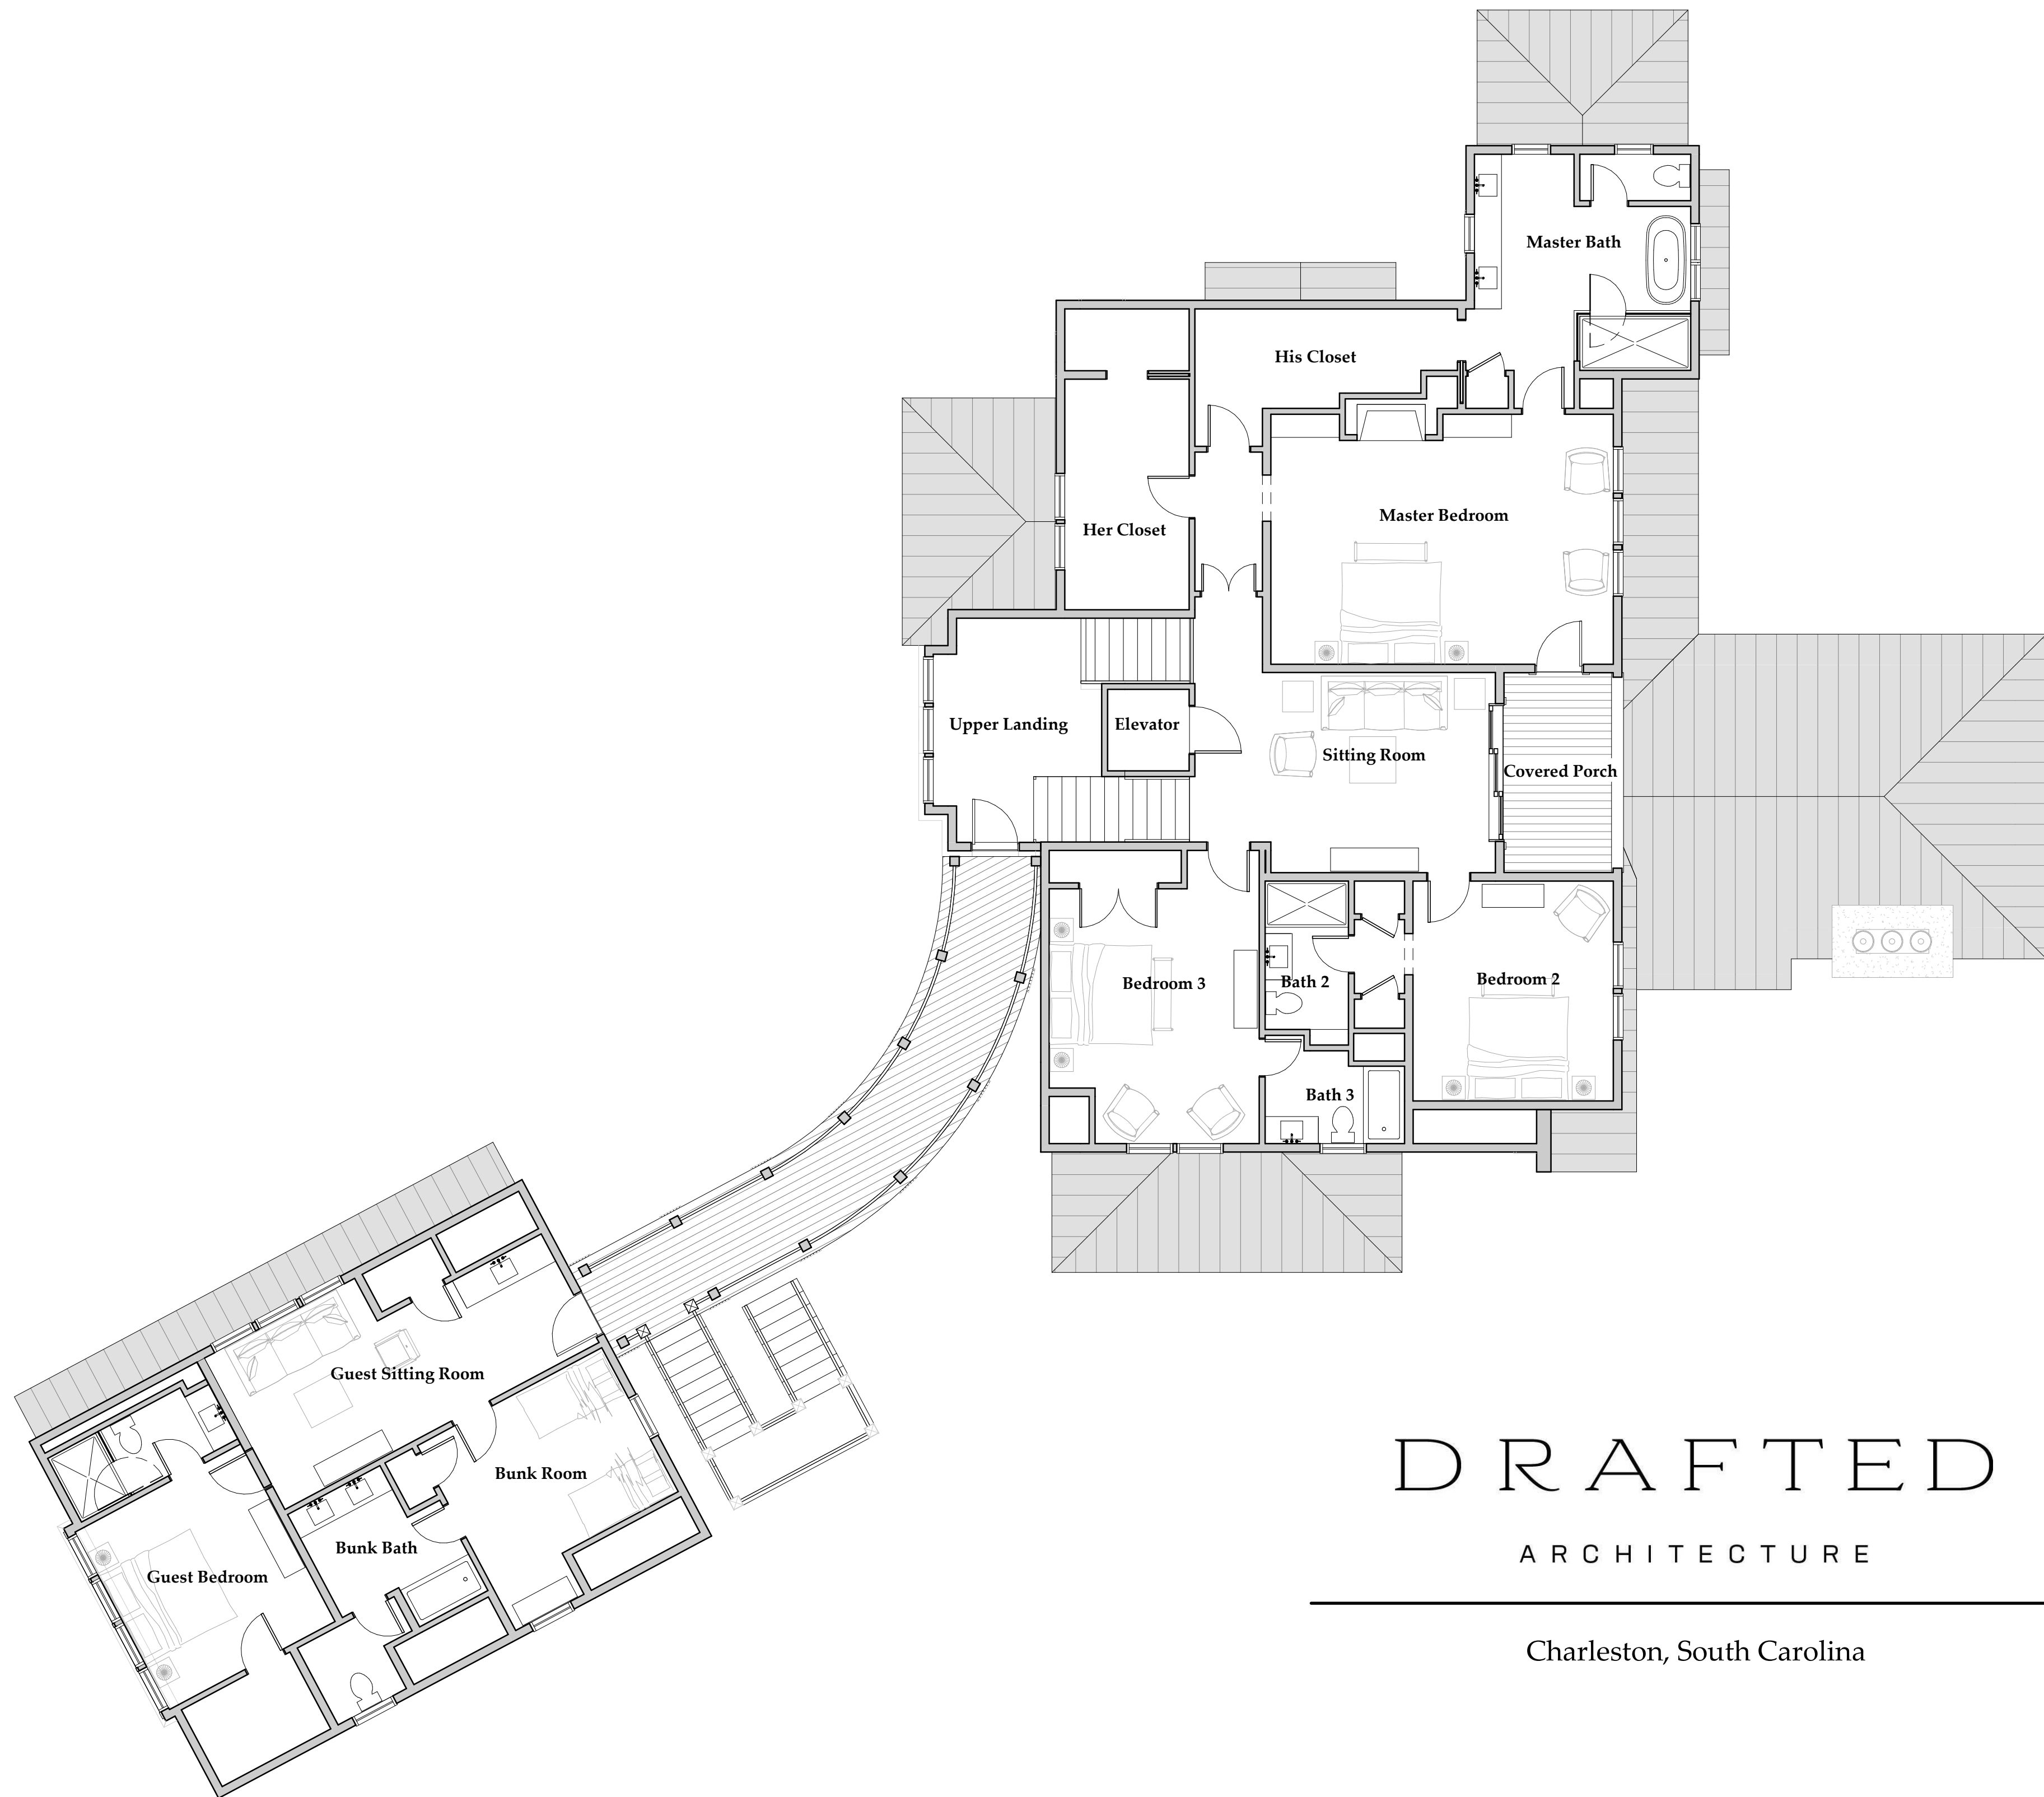 Master Bath
His Closet
Master Bedroom
Her Closet
Upper Landing
Elevator
Sitting Room
Covered Porch
Bedroom 3
Bath 2
Bedroom 2
Bath 3
Guest Sitting Room
Bunk Room
Bunk Bath
Guest Bedroom
DRAFTED
ARCHITECTURE
Charleston, South Carolina